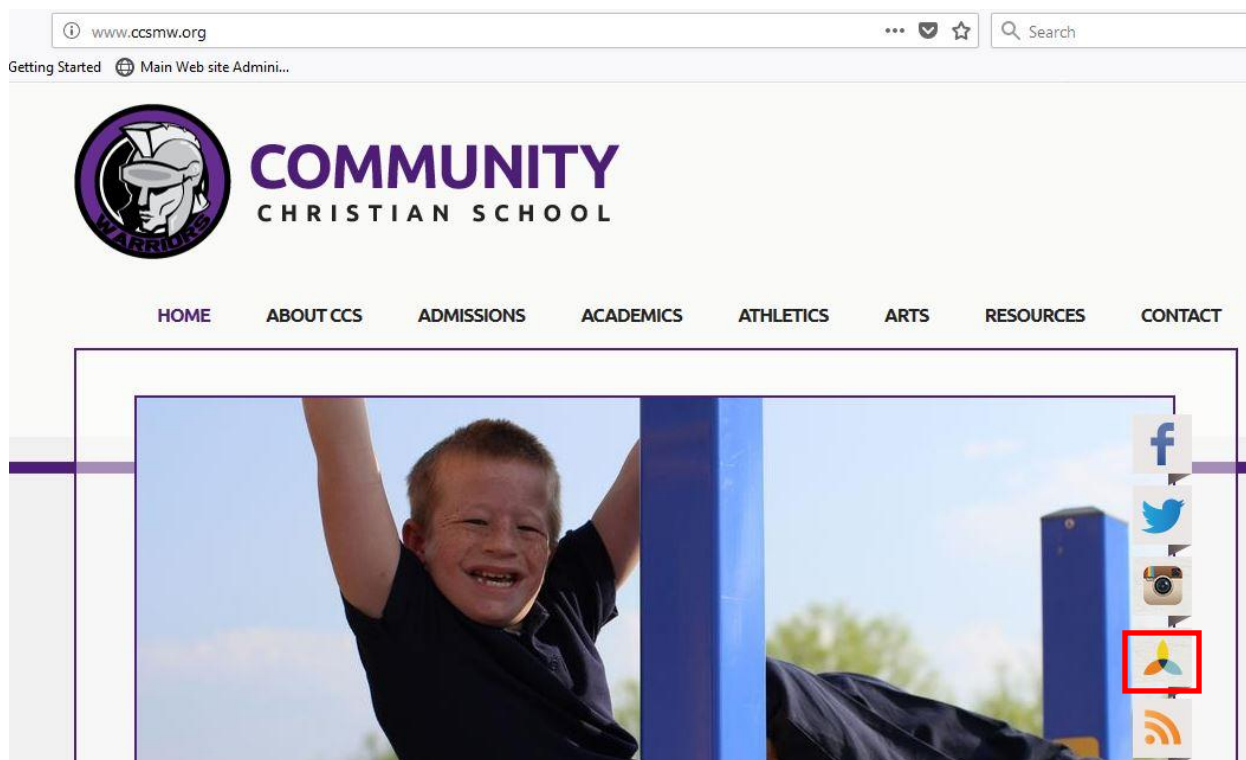 www.ccsmw.org
Search
Getting Started Main Web site Admini...
COMMUNITY
CHRISTIAN SCHOOL
WARRIORS
HOME ABOUT CCS ADMISSIONS ACADEMICS ATHLETICS ARTS RESOURCES CONTACT